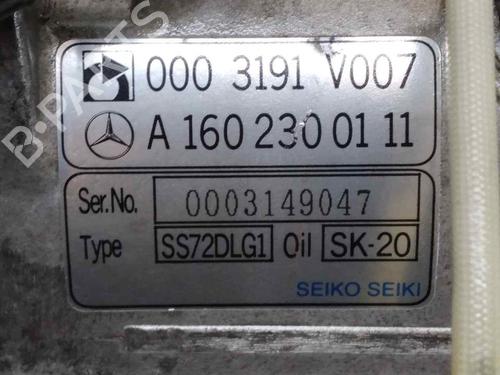 000 3191 V007
A 160 230 01 11
Ser.No. 0003149047
Type SS72DLG1 Oil SK-20
SEIKO SEIKI
B-PARTS